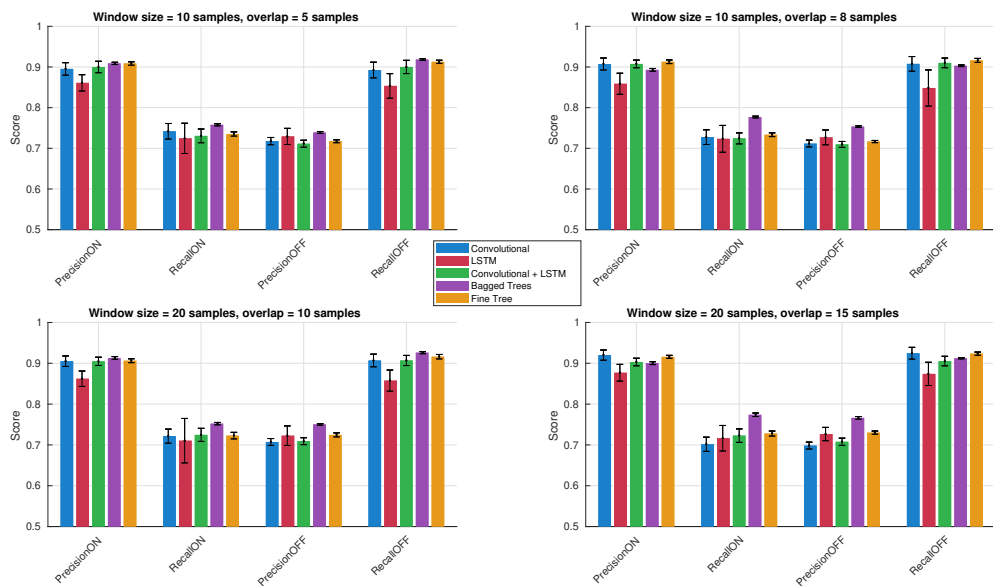 Window size = 10 samples, overlap = 5 samples
1
0.9
0.8
0.7
0.6
0.5
Score
PrecisionON
RecallON
PrecisionOFF
RecallOFF
Window size = 10 samples, overlap = 8 samples
1
0.9
0.8
0.7
0.6
0.5
Score
PrecisionON
RecallON
PrecisionOFF
RecallOFF
Convolutional
LSTM
Convolutional + LSTM
Bagged Trees
Fine Tree
Window size = 20 samples, overlap = 10 samples
1
0.9
0.8
0.7
0.6
0.5
Score
PrecisionON
RecallON
PrecisionOFF
RecallOFF
Window size = 20 samples, overlap = 15 samples
1
0.9
0.8
0.7
0.6
0.5
Score
PrecisionON
RecallON
PrecisionOFF
RecallOFF